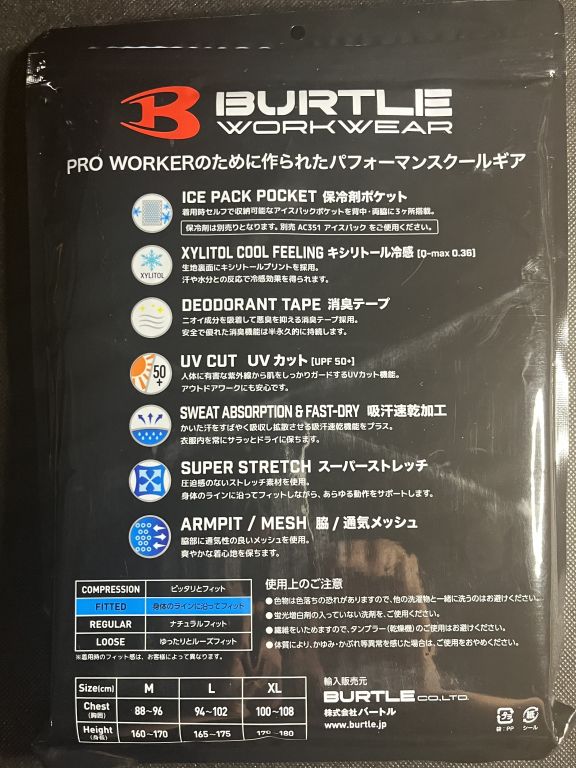 BURTLE
WORKWEAR
PRO WORKERのために作られたパフォーマンスクールギア
ICE PACK POCKET 保冷剤ポケット
着用時セルフで収納可能なアイスパックポケットを背中・両脇に3ヶ所搭載。
保冷剤は別売りとなります。別売 AC351 アイスパック をご使用ください。
XYLITOL
XYLITOL COOL FEELING キシリトール冷感 [Q-max 0.36]
生地裏面にキシリトールプリントを採用。
汗や水分との反応で冷感効果を得られます。
DEODORANT TAPE 消臭テープ
ニオイ成分を吸着して悪臭を抑える消臭テープ採用。
安全で優れた消臭機能は半永久的に持続します。
50+
UV CUT UVカット [UPF 50+]
人体に有害な紫外線から肌をしっかりガードするUVカット機能。
アウトドアワークにも安心です。
SWEAT ABSORPTION & FAST-DRY 吸汗速乾加工
かいた汗をすばやく吸収し拡散させる吸汗速乾機能をプラス。
衣服内を常にサラッとドライに保ちます。
SUPER STRETCH スーパーストレッチ
圧迫感のないストレッチ素材を使用。
身体のラインに沿ってフィットしながら、あらゆる動作をサポートします。
ARMPIT / MESH 脇 / 通気メッシュ
脇部に通気性の良いメッシュを使用。
爽やかな着心地を保ちます。
COMPRESSION ピッタリとフィット
FITTED 身体のラインに沿ってフィット
REGULAR ナチュラルフィット
LOOSE ゆったりとルーズフィット
※着用時のフィット感は、お客様によって異なります。
使用上のご注意
●色物は色落ちの恐れがありますので、他の洗濯物と一緒に洗うのはお避けください。
●蛍光増白剤の入っていない洗剤を、ご使用ください。
●繊維をいためますので、タンブラー(乾燥機)のご使用はお避けください。
●体質により、かゆみ・かぶれ等異常を感じた場合は、ご使用をおやめください。
Size(cm) M L XL
Chest (胸囲) 88~96 94~102 100~108
Height (身長) 160~170 165~175 170~180
輸入販売元
BURTLE CO.LTD.
株式会社バートル
www.burtle.jp
プラ
袋:PP
紙
シール